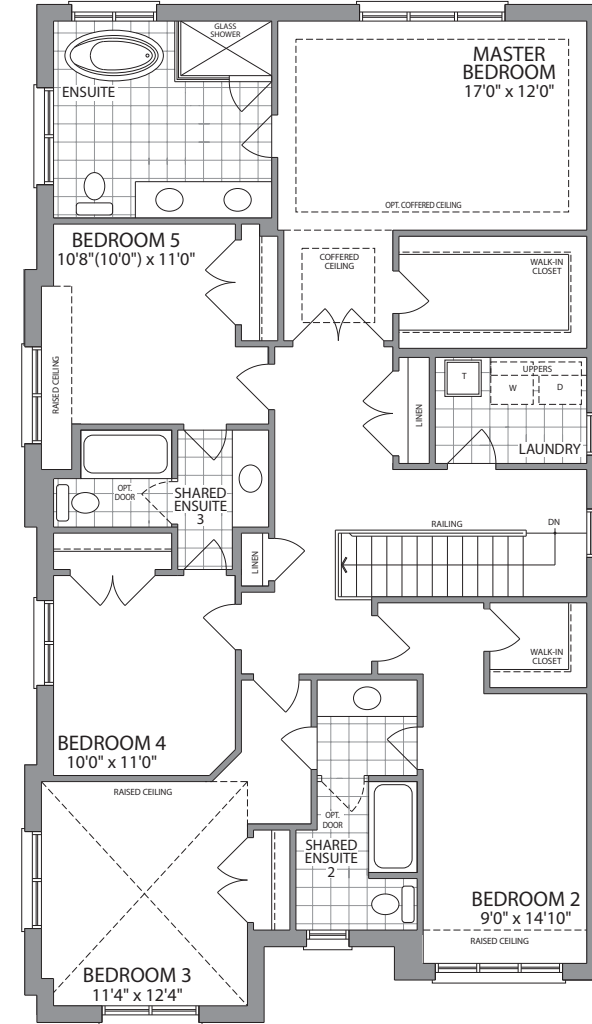 GLASS
SHOWER
MASTER
BEDROOM
17'0" x 12'0"
ENSUITE
OPT. COFFERED CEILING
BEDROOM 5
10'8"(10'0") x 11'0"
COFFERED
CEILING
WALK-IN
CLOSET
RAISED CEILING
T
UPPERS
W
D
LINEN
LAUNDRY
OPT.
DOOR
SHARED
ENSUITE
3
RAILING
DN
LINEN
WALK-IN
CLOSET
BEDROOM 4
10'0" x 11'0"
RAISED CEILING
OPT.
DOOR
SHARED
ENSUITE
2
BEDROOM 2
9'0" x 14'10"
RAISED CEILING
BEDROOM 3
11'4" x 12'4"